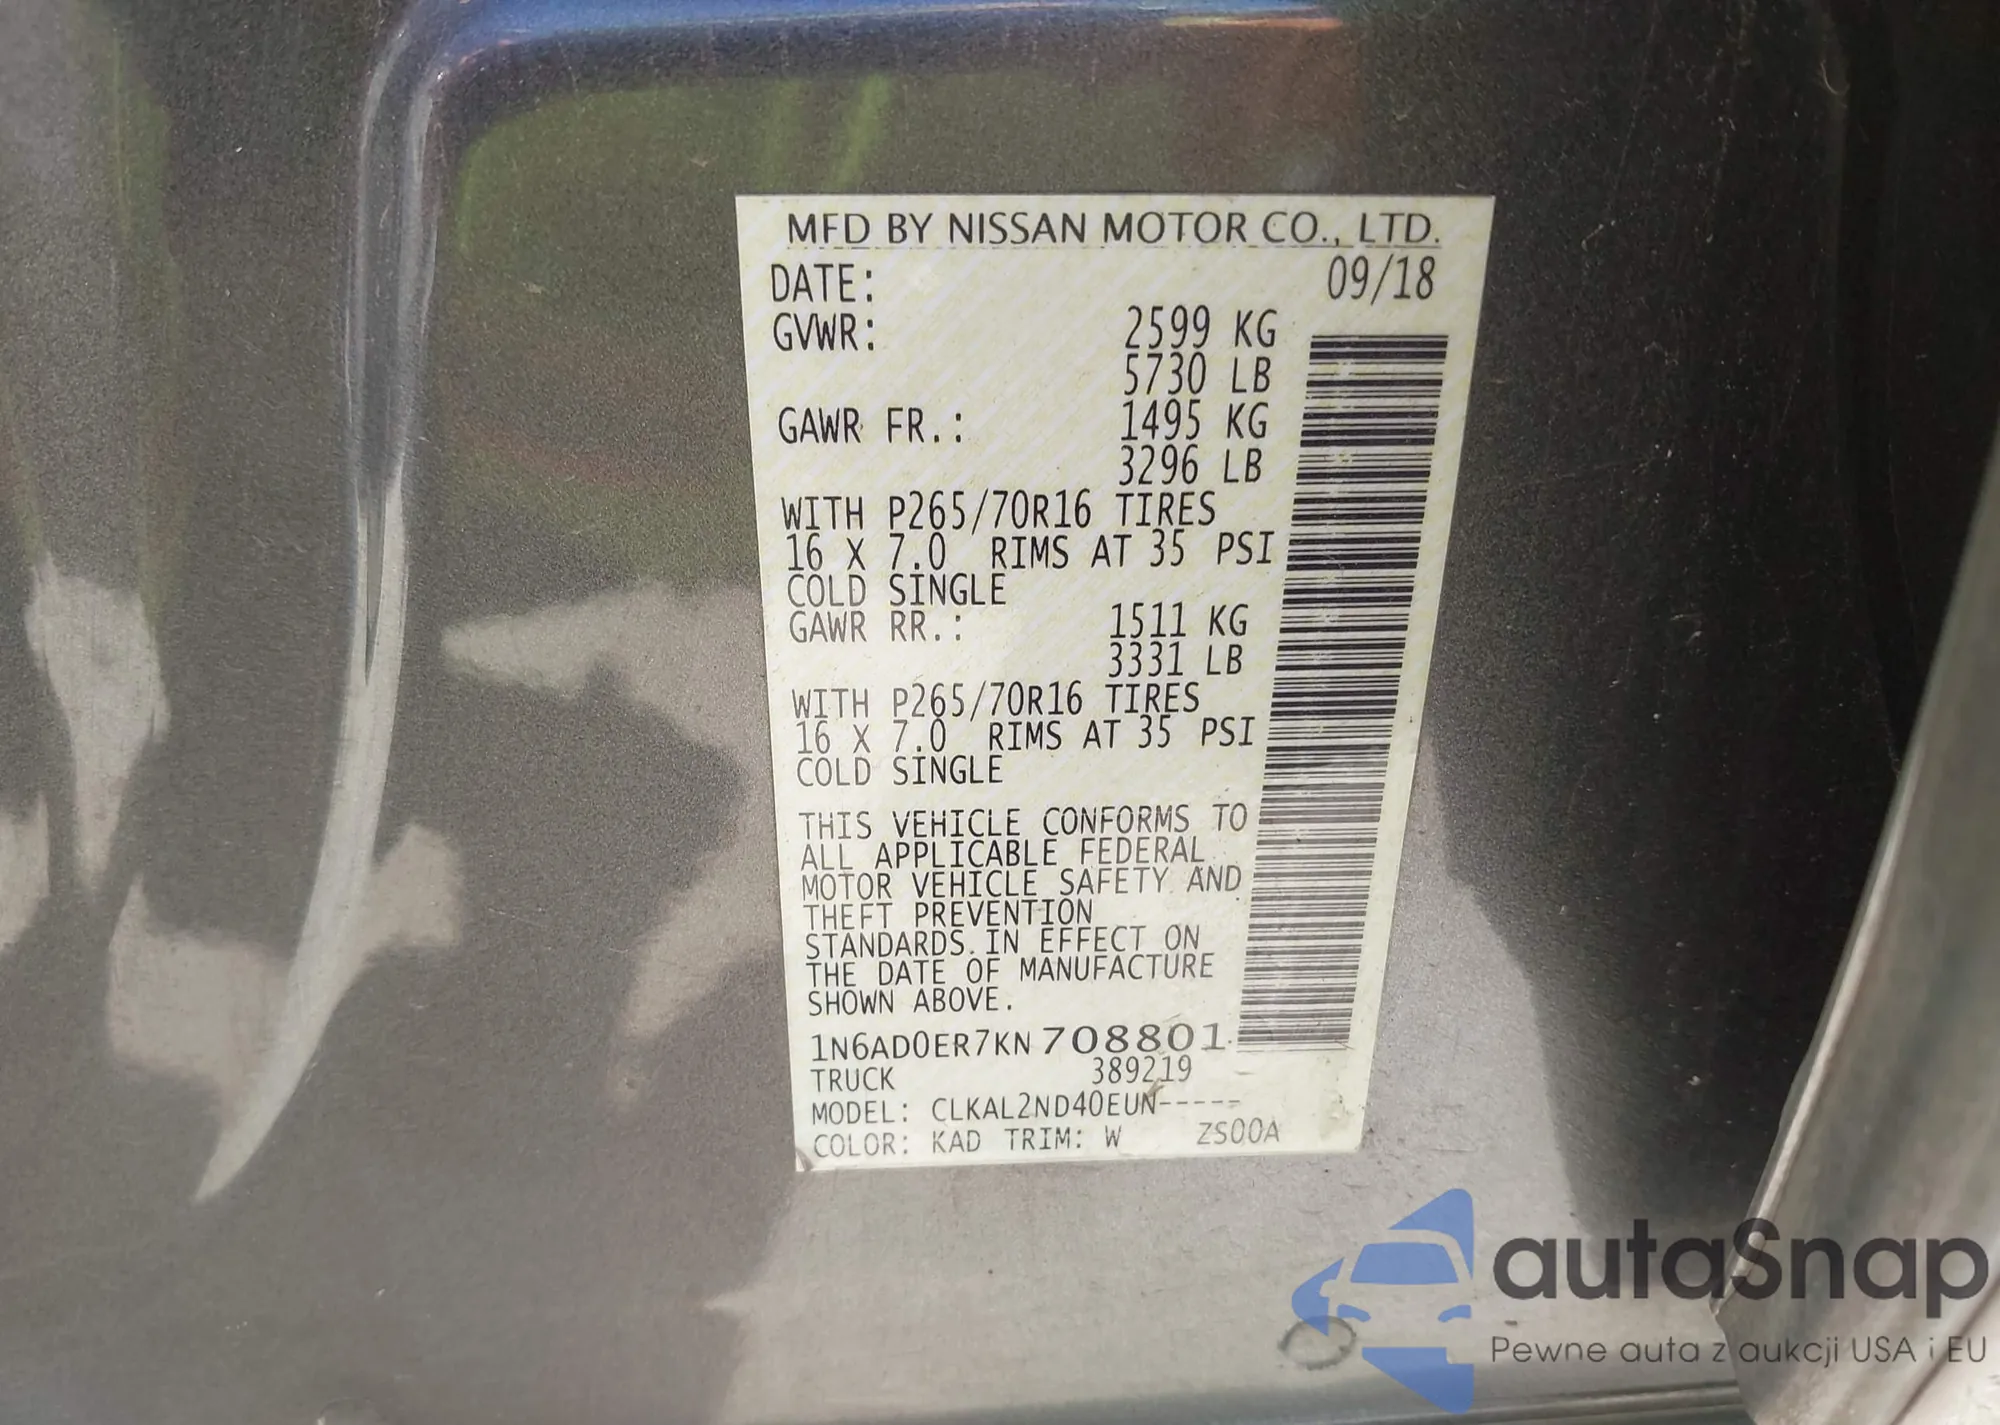 MFD BY NISSAN MOTOR CO., LTD.
DATE: 09/18
GVWR: 2599 KG
5730 LB
GAWR FR.: 1495 KG
3296 LB
WITH P265/70R16 TIRES
16 X 7.0 RIMS AT 35 PSI
COLD SINGLE
GAWR RR.: 1511 KG
3331 LB
WITH P265/70R16 TIRES
16 X 7.0 RIMS AT 35 PSI
COLD SINGLE
THIS VEHICLE CONFORMS TO
ALL APPLICABLE FEDERAL
MOTOR VEHICLE SAFETY AND
THEFT PREVENTION
STANDARDS IN EFFECT ON
THE DATE OF MANUFACTURE
SHOWN ABOVE.
1N6AD0ER7KN708801
TRUCK 389219
MODEL: CLKAL2ND40EUN-----
COLOR: KAD TRIM: W ZS00A
autaSnap
Pewne auta z aukcji USA i EU